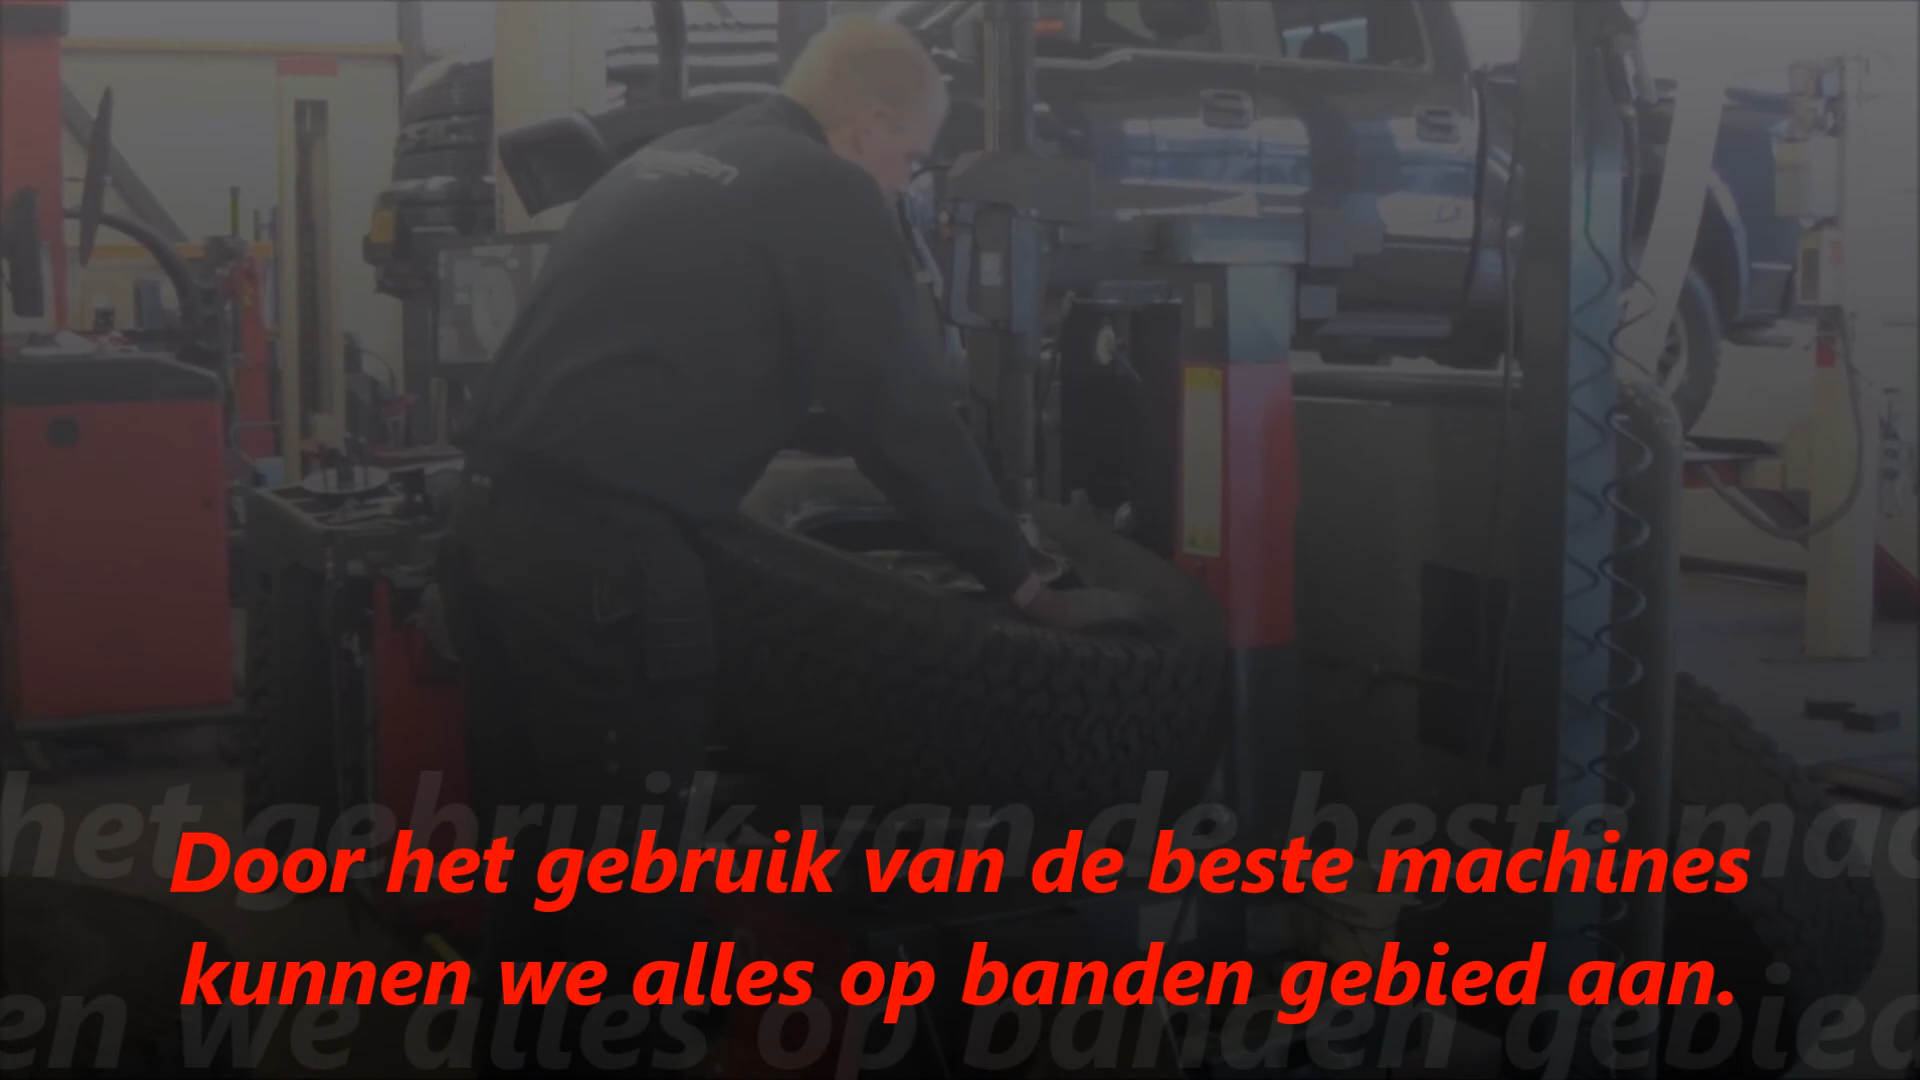 Door het gebruik van de beste machines
kunnen we alles op banden gebied aan.